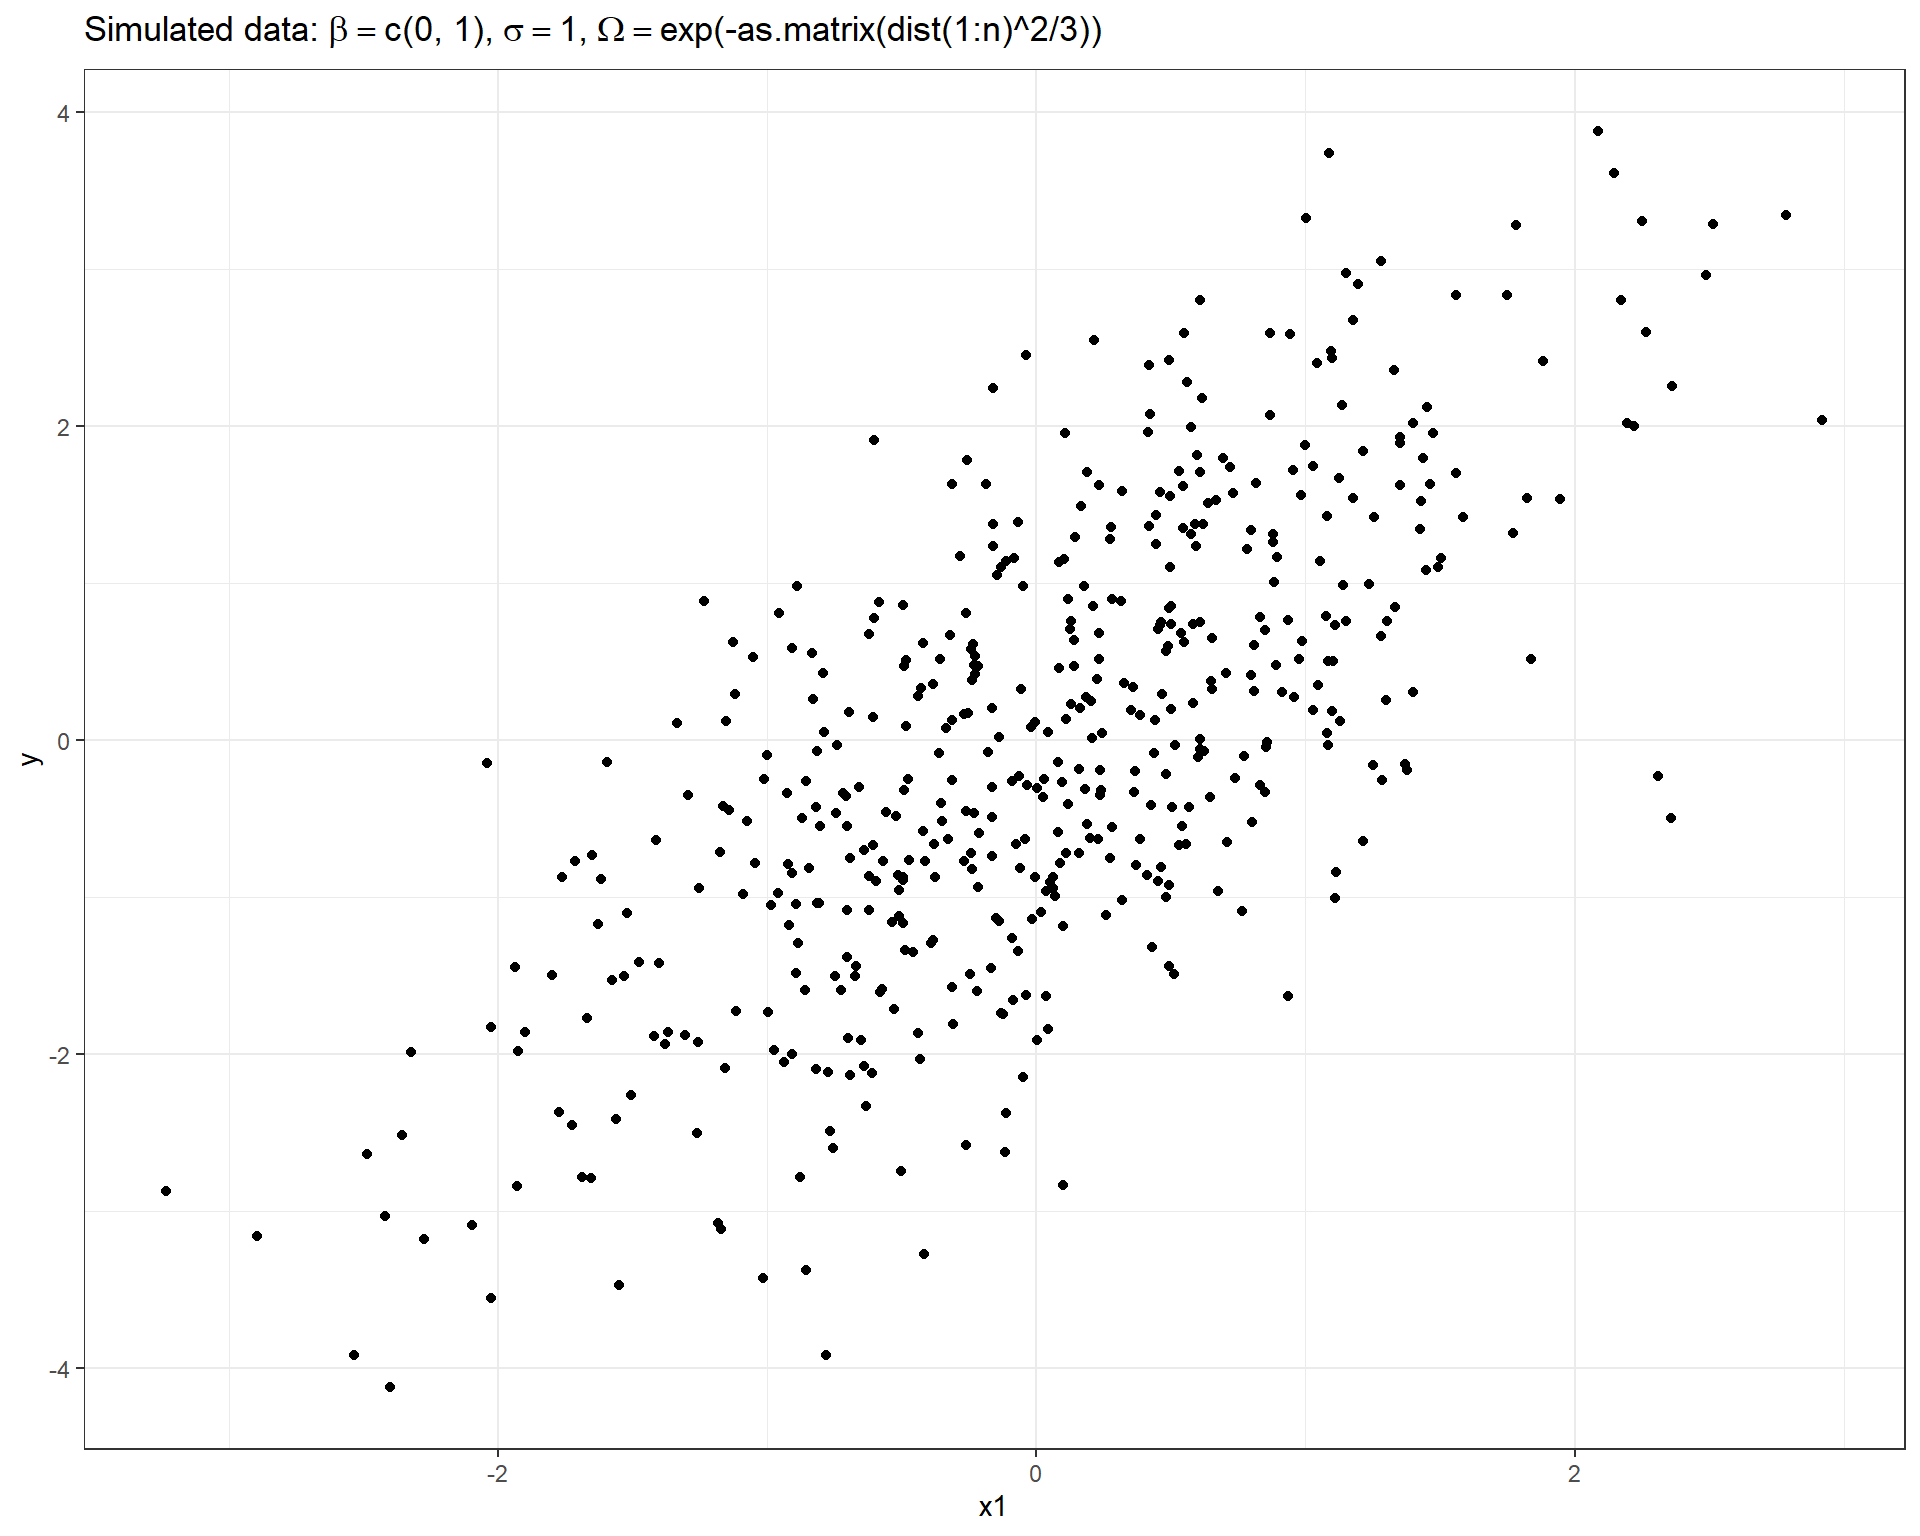 Simulated data: β = c(0, 1), σ = 1, Ω = exp(-as.matrix(dist(1:n)^2/3))
4
2
0
-2
-4
y
-2
0
2
x1